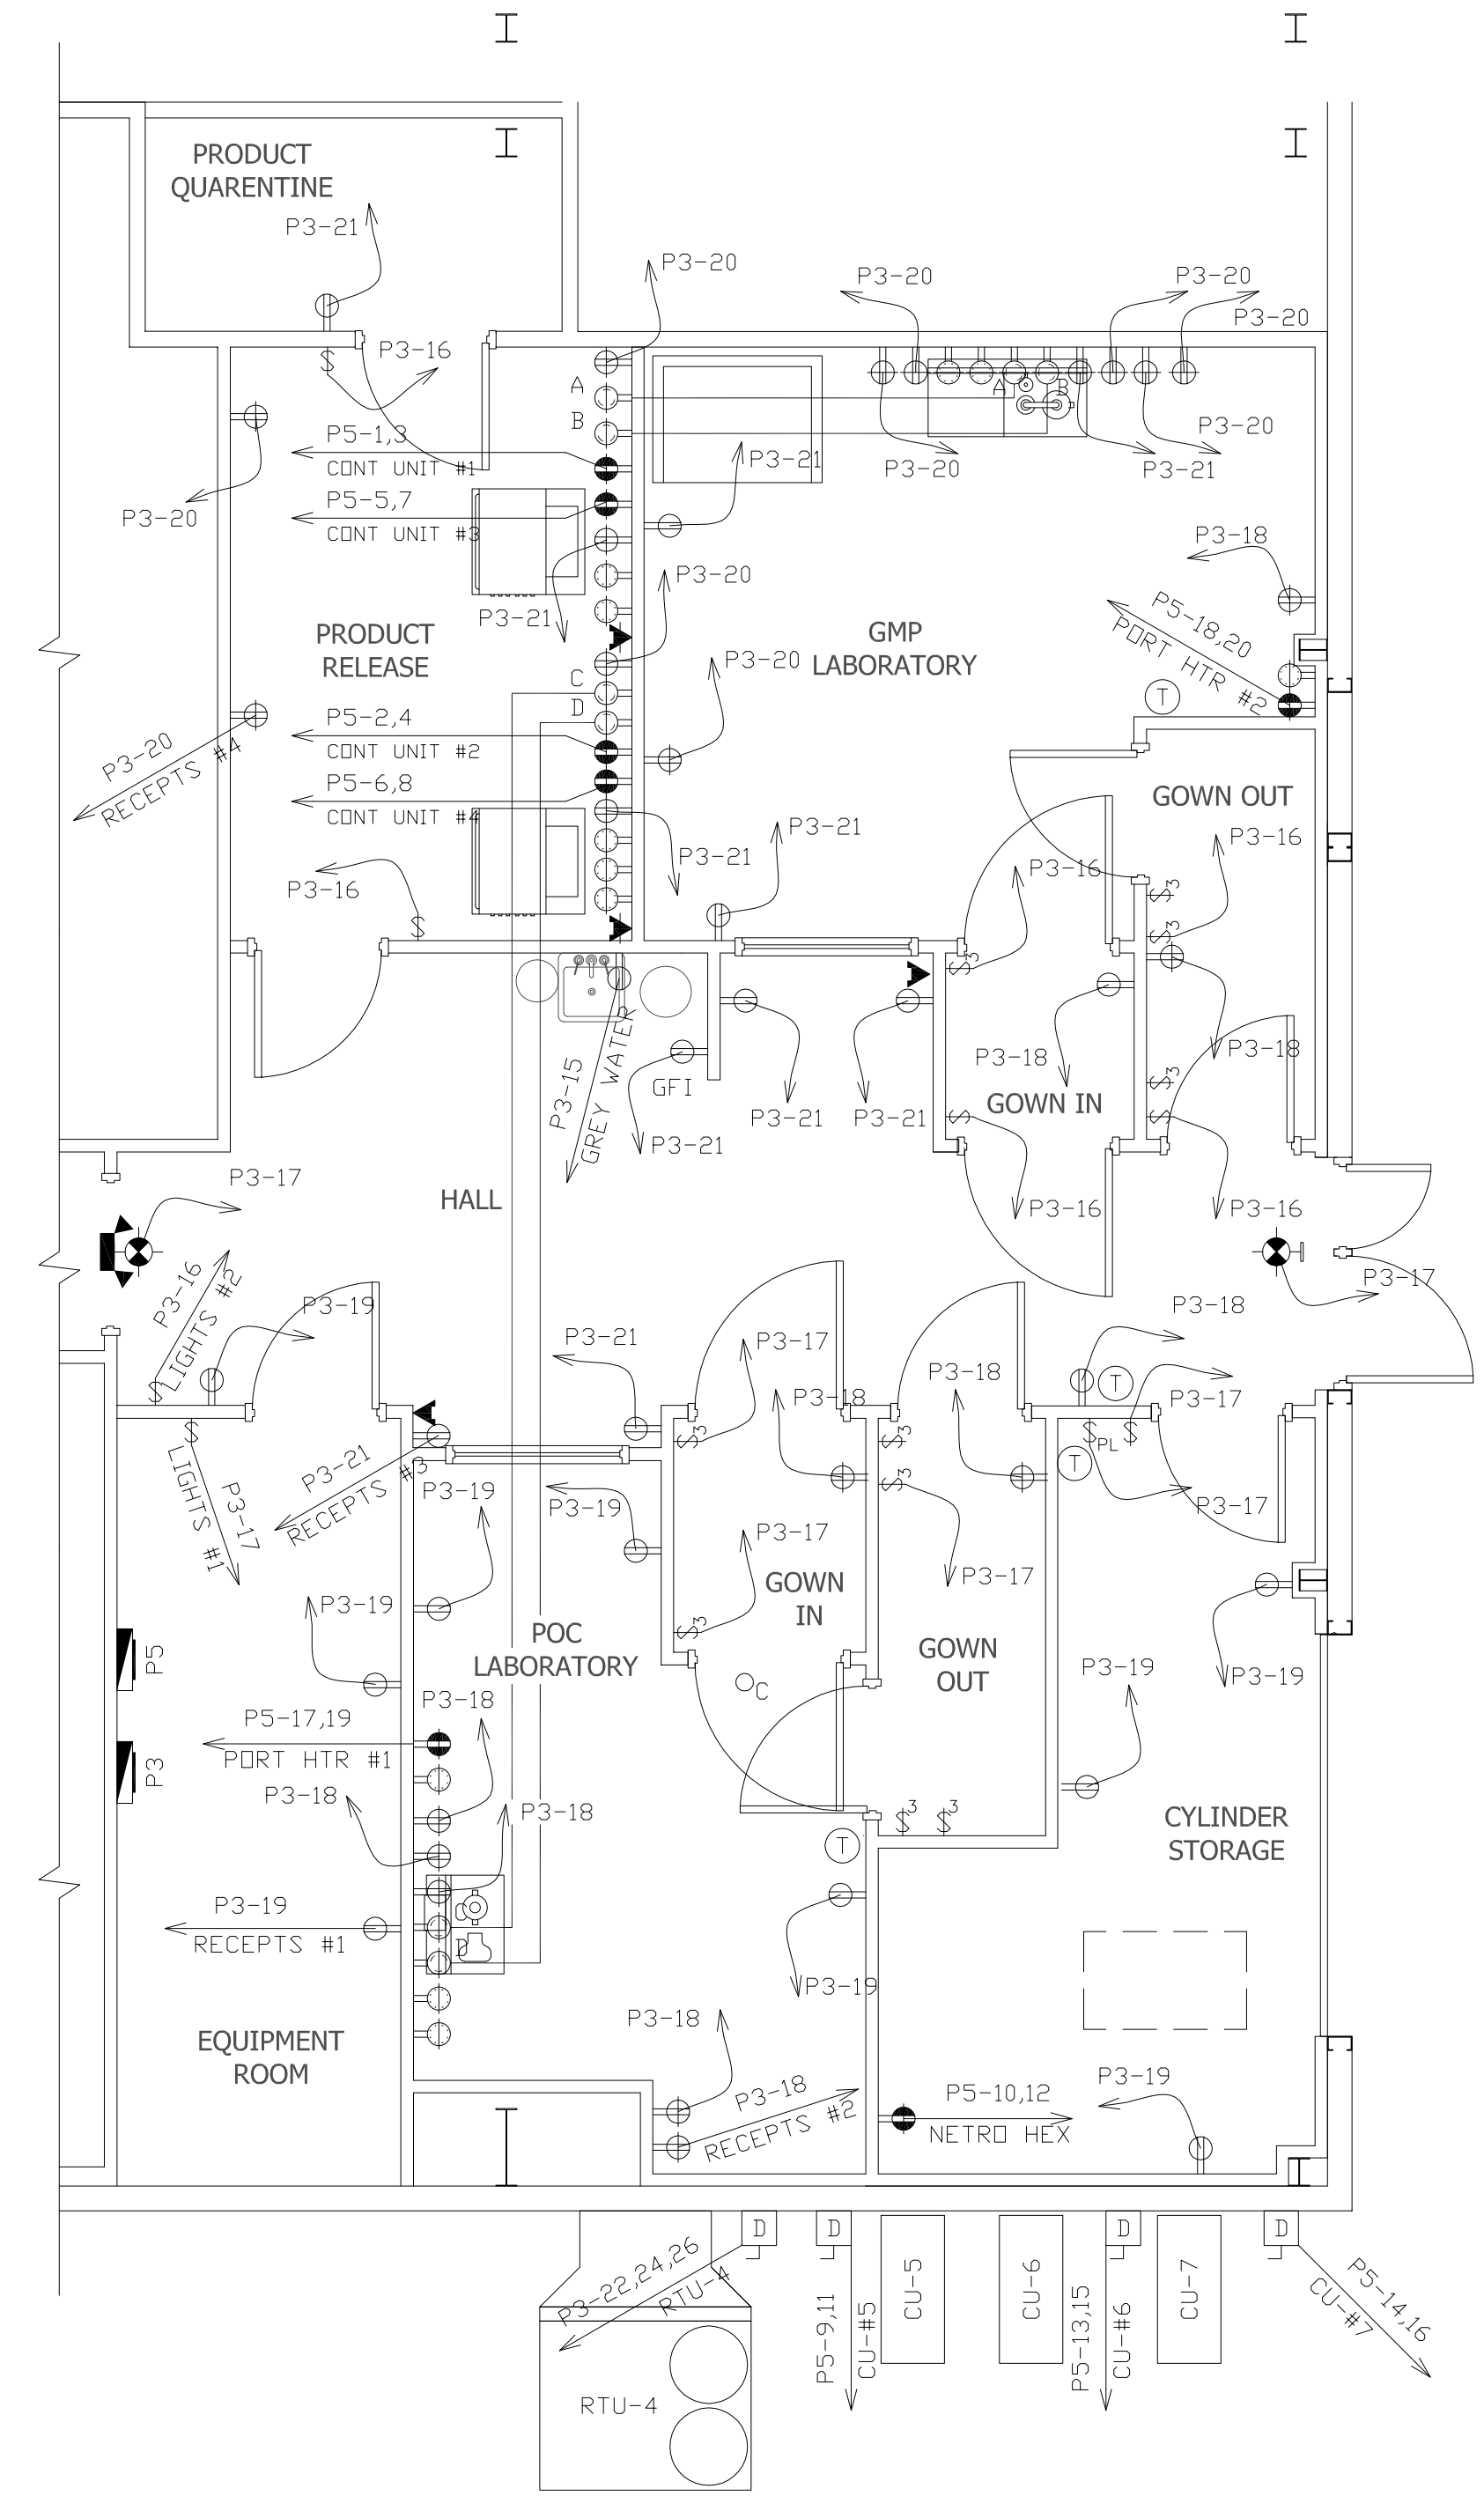 PRODUCT
QUARENTINE
P3-21
P3-20
P3-20
P3-20
P3-20
P3-16
$
A
A
B
B
P5-1,3
CONT UNIT #1
P3-21
P3-20
P3-21
P3-20
P3-20
P5-5,7
CONT UNIT #3
P3-18
P3-20
P3-21
P5-18,20
PORT HTR #2
PRODUCT
RELEASE
GMP
LABORATORY
P3-20
C
D
T
P5-2,4
CONT UNIT #2
P3-20
RECEPTS #4
P5-6,8
CONT UNIT #4
GOWN OUT
P3-21
P3-16
P3-21
P3-16
P3-16
$
$3
$3
$3
P3-15
GREY WATER
GFI
P3-18
P3-18
$3
GOWN IN
P3-21
P3-21
P3-21
$
$
P3-17
HALL
P3-16
P3-16
P3-16
LIGHTS #2
P3-19
P3-17
P3-18
P3-21
P3-17
P3-18
P3-18
T
P3-17
$
$
$3
$3
$3
$
PL
$
T
P3-21
RECEPTS #3
P3-17
LIGHTS #1
P3-19
P3-19
P3-17
P3-17
P3-17
GOWN
IN
P3-19
$3
POC
LABORATORY
GOWN
OUT
P5
P3-19
P3-19
P3-18
C
P5-17,19
PORT HTR #1
P3
P3-18
P3-18
$3
$3
T
CYLINDER
STORAGE
P3-19
RECEPTS #1
D
P3-19
EQUIPMENT
ROOM
P3-18
P3-18
RECEPTS #2
P5-10,12
NETRO HEX
P3-19
D
D
D
D
P3-22,24,26
RTU-4
P5-9,11
CU-#5
CU-5
CU-6
P5-13,15
CU-#6
CU-7
P5-14,16
CU-#7
RTU-4